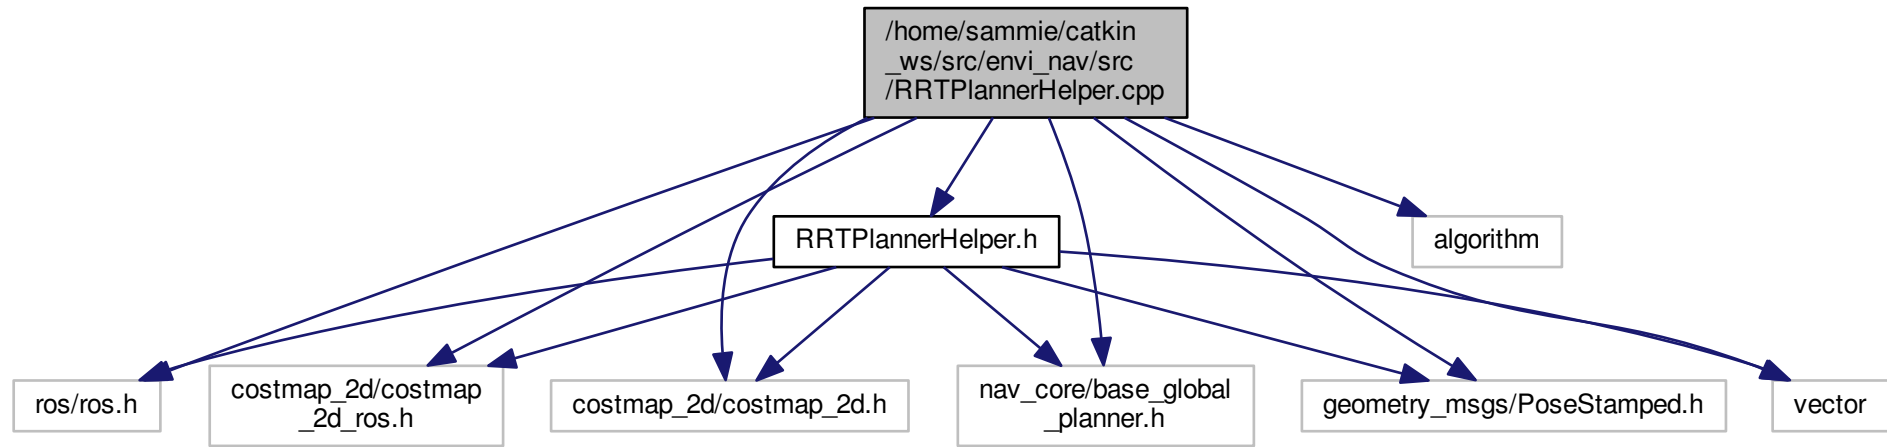 /home/sammie/catkin
_ws/src/envi_nav/src
/RRTPlannerHelper.cpp
RRTPlannerHelper.h
algorithm
ros/ros.h
costmap_2d/costmap
_2d_ros.h
costmap_2d/costmap_2d.h
nav_core/base_global
_planner.h
geometry_msgs/PoseStamped.h
vector